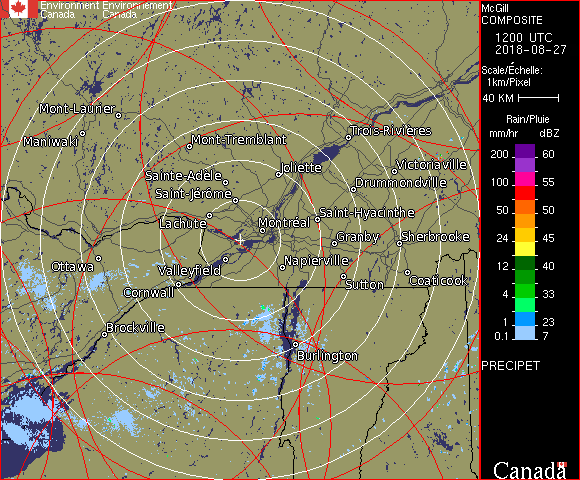 Environment Environnement
Canada Canada
McGill
COMPOSITE
1200 UTC
2018-08-27
Scale/Échelle:
1km/Pixel
40 KM
Rain/Pluie
mm/hr dBZ
200 60
150 55
100 55
50 50
24 45
12 40
4 33
1 23
0.1 7
PRECIPET
Canada
Mont-Laurier
Maniwaki
Mont-Tremblant
Trois-Rivières
Joliette
Victoriaville
Sainte-Adèle
Drummondville
Saint-Jérôme
Lachute
Saint-Hyacinthe
Montréal
Granby
Sherbrooke
Ottawa
Valleyfield
Napierville
Sutton
Coaticook
Cornwall
Brockville
Burlington